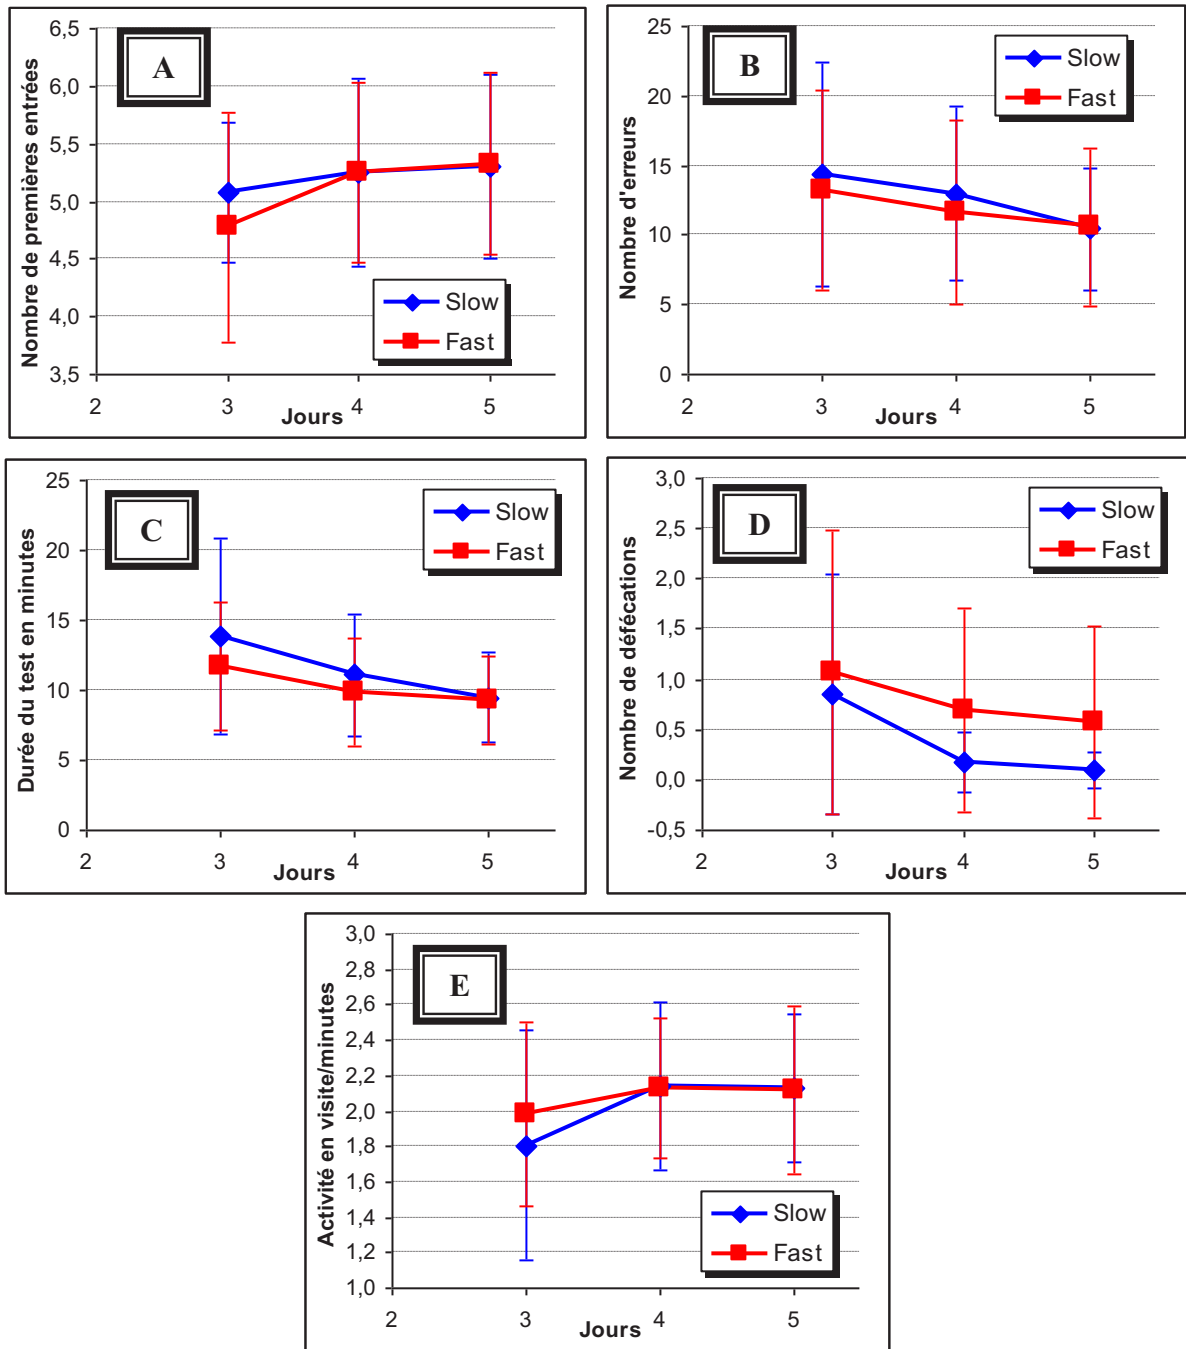 A
Nombre de premières entrées
6,5
6,0
5,5
5,0
4,5
4,0
3,5
2 3 4 5
Jours
Slow
Fast
B
Nombre d'erreurs
25
20
15
10
5
0
2 3 4 5
Jours
Slow
Fast
C
Durée du test en minutes
25
20
15
10
5
0
2 3 4 5
Jours
Slow
Fast
D
Nombre de défécations
3,0
2,5
2,0
1,5
1,0
0,5
0,0
-0,5
2 3 4 5
Jours
Slow
Fast
E
Activité en visite/minutes
3,0
2,8
2,6
2,4
2,2
2,0
1,8
1,6
1,4
1,2
1,0
2 3 4 5
Jours
Slow
Fast